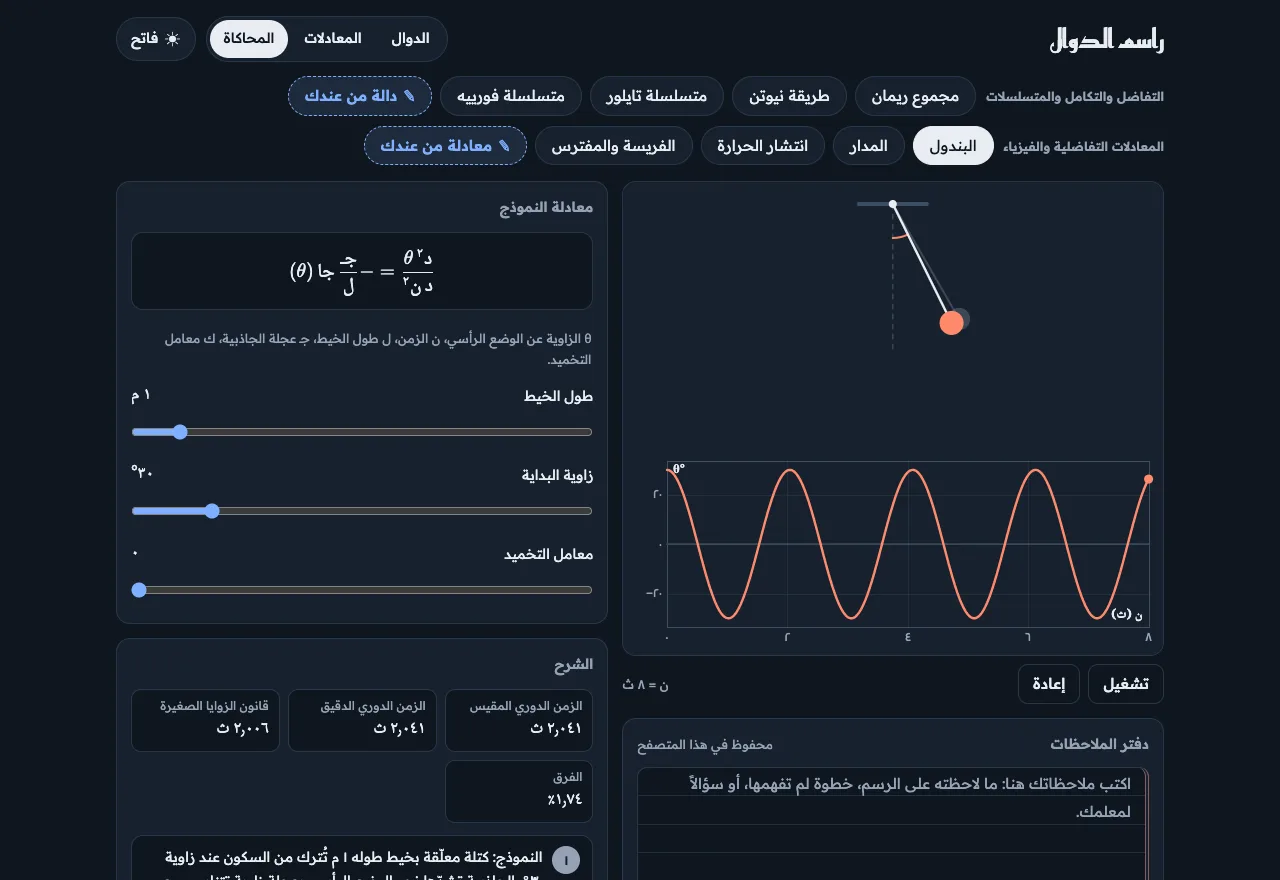 راسم الدوال
الدوال
المعادلات
المحاكاة
☀ فاتح
التفاضل والتكامل والمتسلسلات
مجموع ريمان
طريقة نيوتن
متسلسلة تايلور
متسلسلة فورييه
✎ دالة من عندك
المعادلات التفاضلية والفيزياء
البندول
المدار
انتشار الحرارة
الفريسة والمفترس
✎ معادلة من عندك
θ°
٢٠
٠
−٢٠
ن (ث)
٠ ٢ ٤ ٦ ٨
تشغيل
إعادة
ن = ٨ ث
دفتر الملاحظات
محفوظ في هذا المتصفح
اكتب ملاحظاتك هنا: ما لاحظته على الرسم، خطوة لم تفهمها، أو سؤالاً
لمعلمك.
معادلة النموذج
د٢ θ / د ن٢ = − جـ / ل جا (θ)
θ الزاوية عن الوضع الرأسي، ن الزمن، ل طول الخيط، جـ عجلة الجاذبية، ك معامل
التخميد.
طول الخيط
١ م
زاوية البداية
٣٠°
معامل التخميد
٠
الشرح
الزمن الدوري المقيس
٢٫٠٤١ ث
الزمن الدوري الدقيق
٢٫٠٤١ ث
قانون الزوايا الصغيرة
٢٫٠٠٦ ث
الفرق
١٫٧٤٪
١
النموذج: كتلة معلّقة بخيط طوله ١ م تُترك من السكون عند زاوية